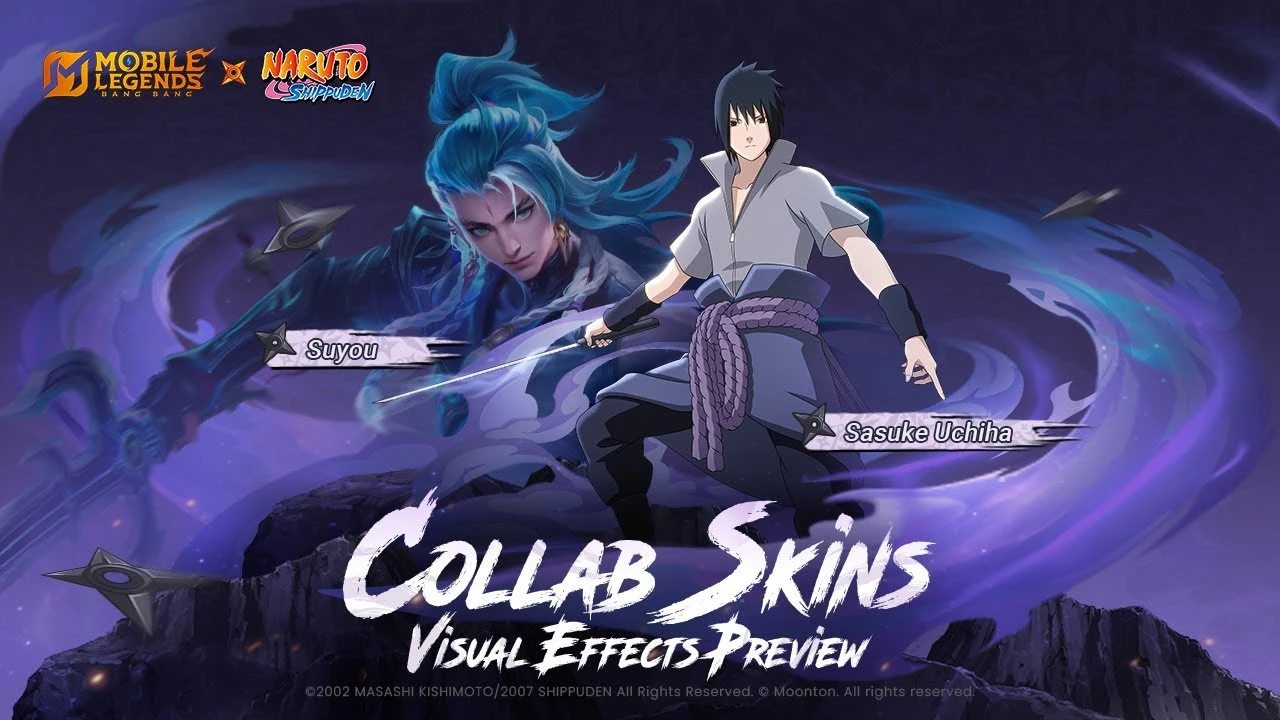 MOBILE
LEGENDS
BANG BANG
NARUTO
SHIPPUDEN
Suyou
Sasuke Uchiha
COLLAB SKINS
VISUAL EFFECTS PREVIEW
©2002 MASASHI KISHIMOTO/2007 SHIPPUDEN All Rights Reserved. © Moonton. All rights reserved.